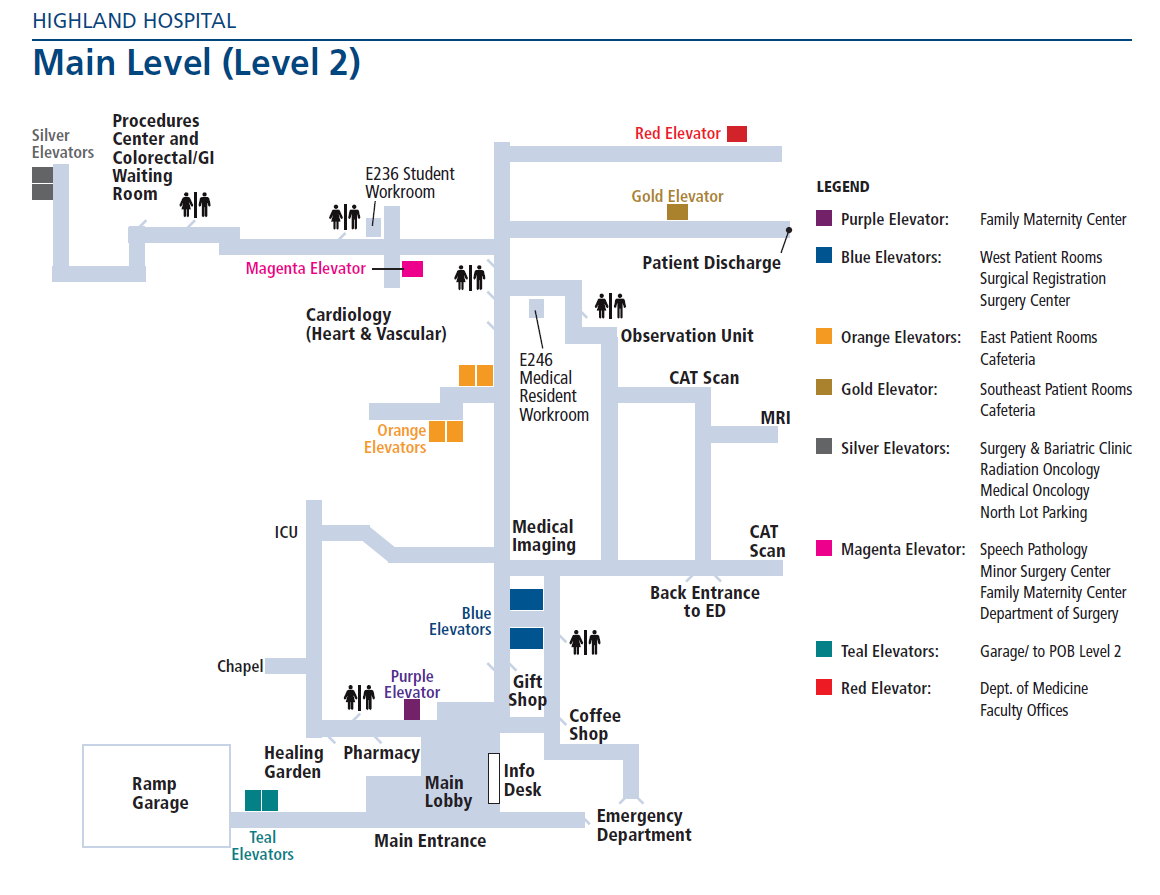 HIGHLAND HOSPITAL
Main Level (Level 2)
Silver
Elevators
Procedures
Center and
Colorectal/GI
Waiting
Room
E236 Student
Workroom
Red Elevator
Gold Elevator
Patient Discharge
Magenta Elevator
Cardiology
(Heart & Vascular)
Observation Unit
E246
Medical
Resident
Workroom
CAT Scan
MRI
Orange
Elevators
ICU
Medical
Imaging
CAT
Scan
Back Entrance
to ED
Blue
Elevators
Chapel
Purple
Elevator
Gift
Shop
Coffee
Shop
Healing
Garden
Pharmacy
Ramp
Garage
Main
Lobby
Info
Desk
Teal
Elevators
Main Entrance
Emergency
Department
LEGEND
Purple Elevator: Family Maternity Center
Blue Elevators: West Patient Rooms
Surgical Registration
Surgery Center
Orange Elevators: East Patient Rooms
Cafeteria
Gold Elevator: Southeast Patient Rooms
Cafeteria
Silver Elevators: Surgery & Bariatric Clinic
Radiation Oncology
Medical Oncology
North Lot Parking
Magenta Elevator: Speech Pathology
Minor Surgery Center
Family Maternity Center
Department of Surgery
Teal Elevators: Garage/ to POB Level 2
Red Elevator: Dept. of Medicine
Faculty Offices